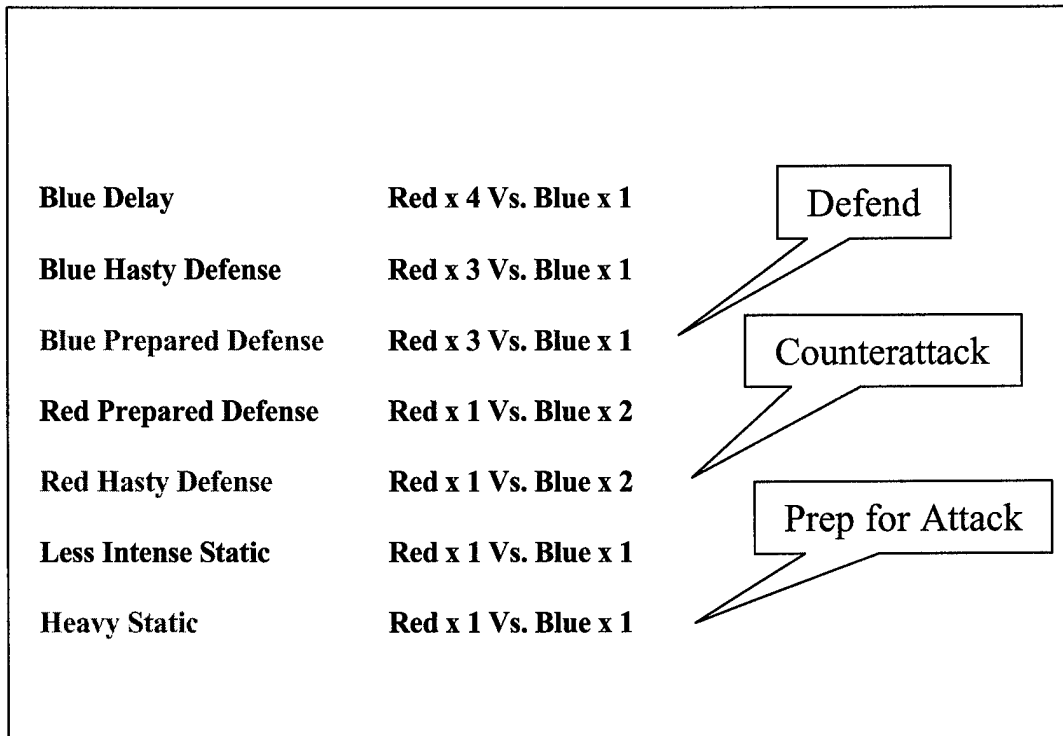 Blue Delay Red x 4 Vs. Blue x 1
Defend
Blue Hasty Defense Red x 3 Vs. Blue x 1
Blue Prepared Defense Red x 3 Vs. Blue x 1
Counterattack
Red Prepared Defense Red x 1 Vs. Blue x 2
Red Hasty Defense Red x 1 Vs. Blue x 2
Prep for Attack
Less Intense Static Red x 1 Vs. Blue x 1
Heavy Static Red x 1 Vs. Blue x 1